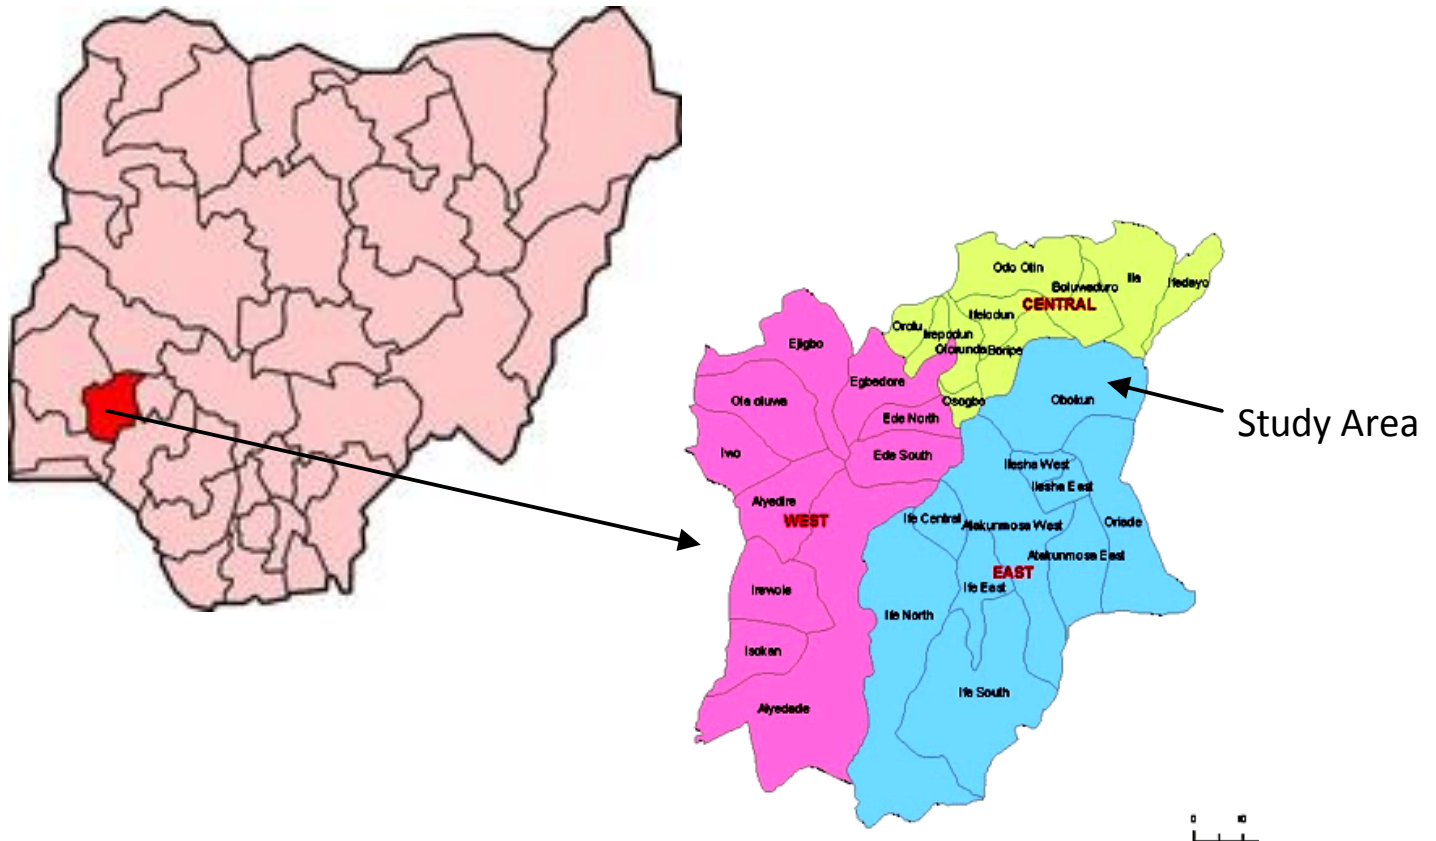 Odo Otin
Ila
Ifedayo
Boluwaduro
CENTRAL
Ifelodun
Orolu
Irepodun
Olorunda
Boripe
Ejigbo
Egbedore
Obokun
Ola oluwa
Osogbo
Study Area
Ede North
Iwo
Ede South
Ilesha West
Ilesha East
Aiyedire
WEST
Ife Central
Atakunmosa West
Oriade
Atakunmosa East
EAST
Ife East
Irewole
Ife North
Isokan
Ife South
Aiyedade
0 10